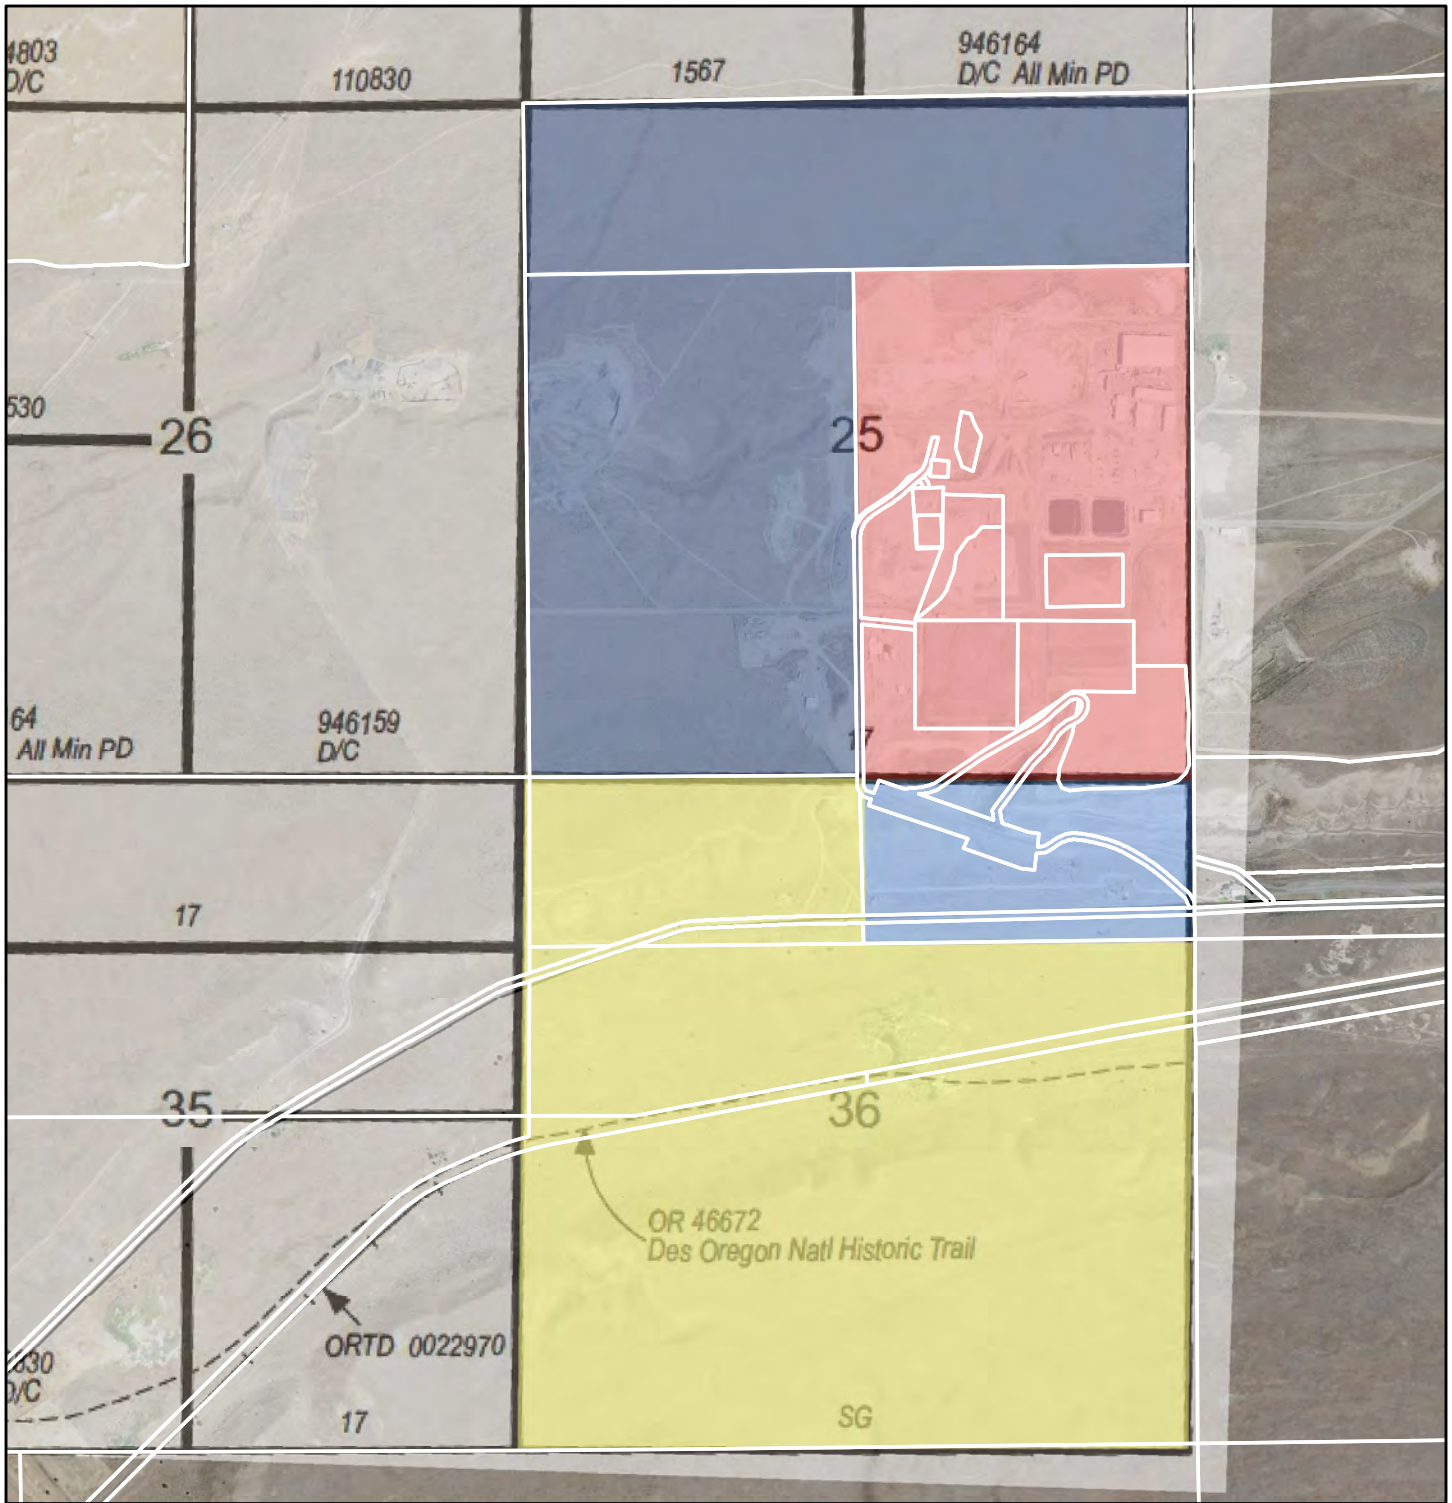 4803
D/C
110830
1567
946164
D/C All Min PD
530
26
25
64
All Min PD
946159
D/C
17
17
35
36
OR 46672
Des Oregon Natl Historic Trail
ORTD 0022970
830
D/C
17
SG